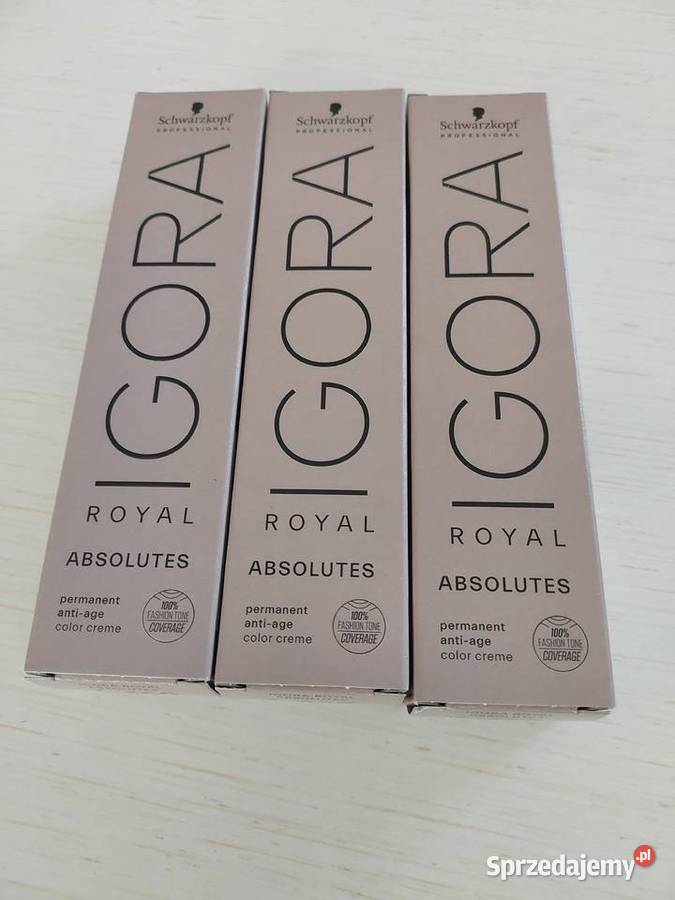 Schwarzkopf
PROFESSIONAL
IGORA
ROYAL
ABSOLUTES
permanent
anti-age
color creme
100%
FASHION TONE
COVERAGE
Schwarzkopf
PROFESSIONAL
IGORA
ROYAL
ABSOLUTES
permanent
anti-age
color creme
100%
FASHION TONE
COVERAGE
Schwarzkopf
PROFESSIONAL
IGORA
ROYAL
ABSOLUTES
permanent
anti-age
color creme
100%
FASHION TONE
COVERAGE
Sprzedajemy.pl